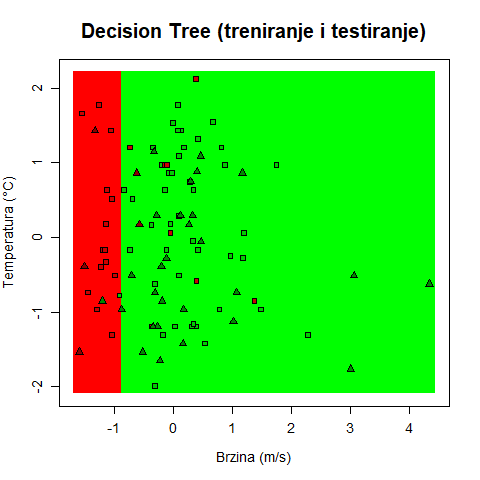 Decision Tree (treniranje i testiranje)
Temperatura (°C)
2
1
0
-1
-2
-1 0 1 2 3 4
Brzina (m/s)